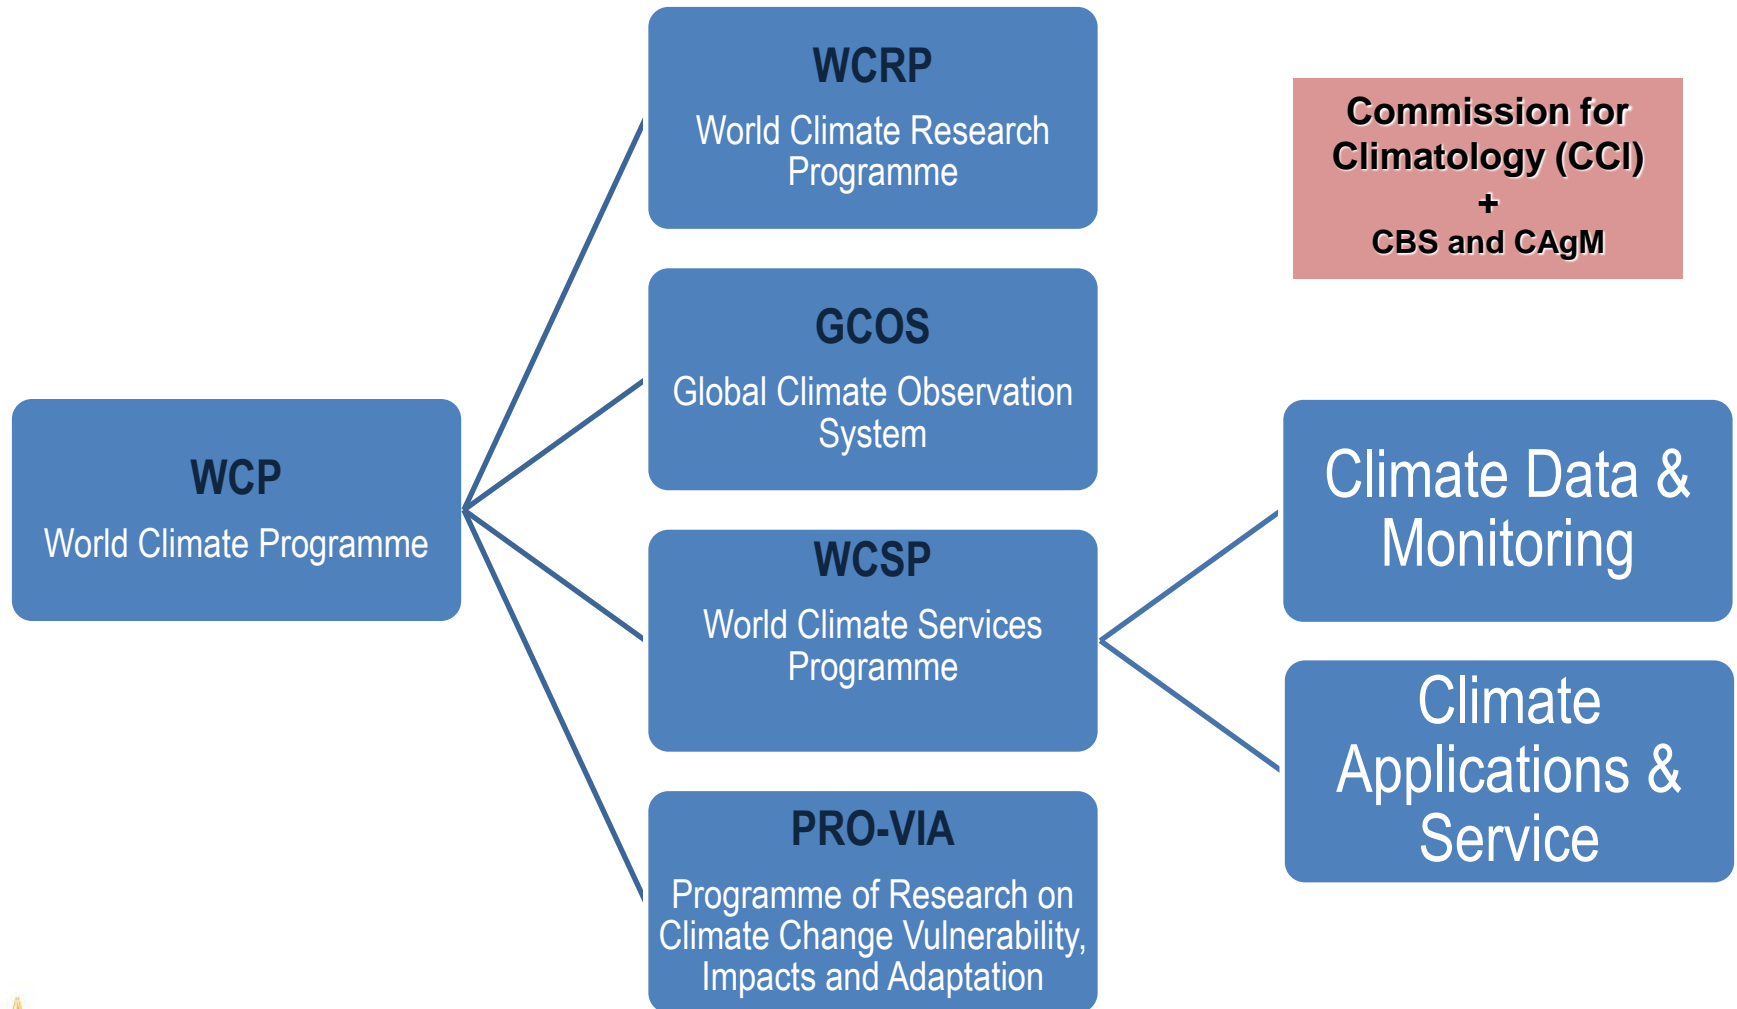 WCP
World Climate Programme
WCRP
World Climate Research
Programme
GCOS
Global Climate Observation
System
WCSP
World Climate Services
Programme
PRO-VIA
Programme of Research on
Climate Change Vulnerability,
Impacts and Adaptation
Commission for
Climatology (CCl)
+
CBS and CAgM
Climate Data &
Monitoring
Climate
Applications &
Service